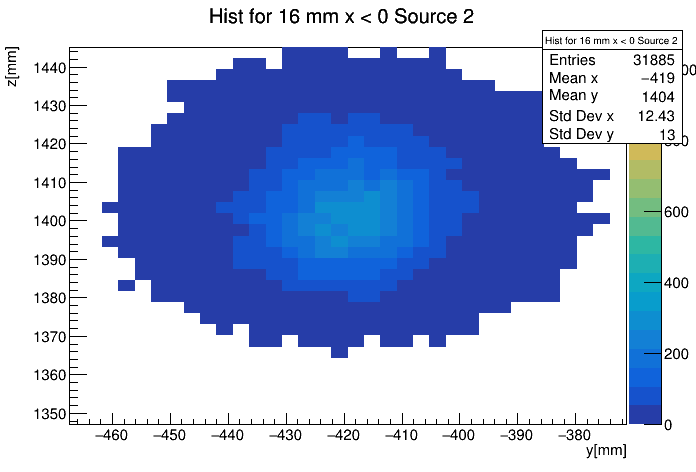 Hist for 16 mm x < 0 Source 2
Hist for 16 mm x < 0 Source 2
Entries 31885
Mean x −419
Mean y 1404
Std Dev x 12.43
Std Dev y 13
z[mm]
1440
1430
1420
1410
1400
1390
1380
1370
1360
1350
−460 −450 −440 −430 −420 −410 −400 −390 −380
y[mm]
600
400
200
0